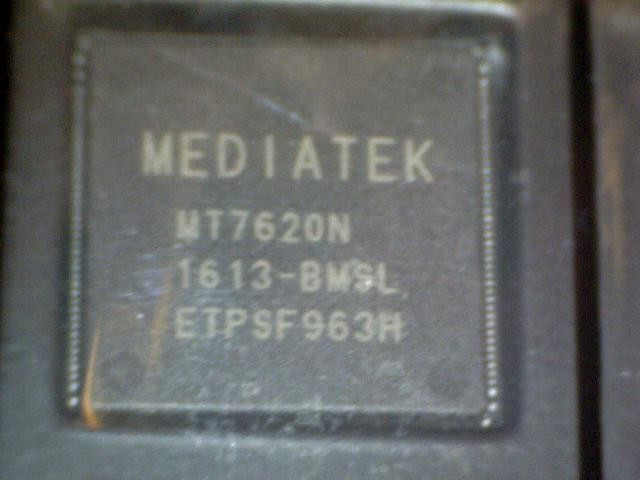 MEDIATEK
MT7620N
1613-BMSL
ETPSF963H